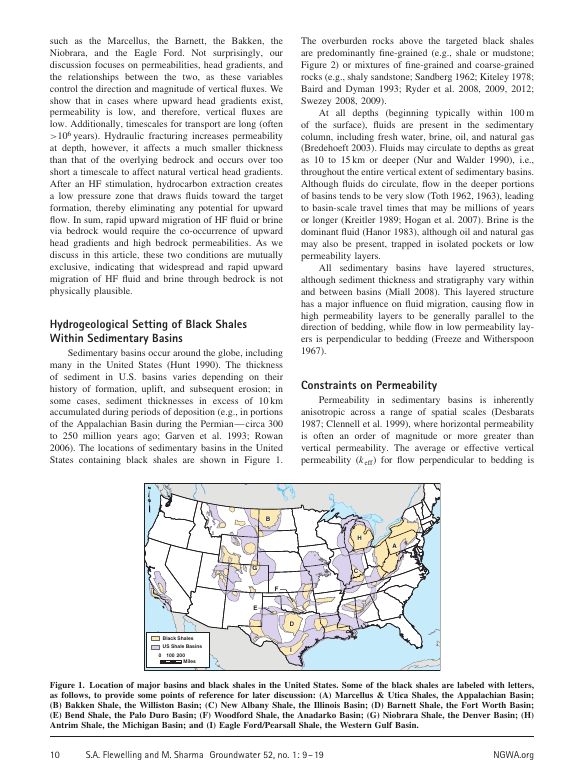 such as the Marcellus, the Barnett, the Bakken, the
Niobrara, and the Eagle Ford. Not surprisingly, our
discussion focuses on permeabilities, head gradients, and
the relationships between the two, as these variables
control the direction and magnitude of vertical fluxes. We
show that in cases where upward head gradients exist,
permeability is low, and therefore, vertical fluxes are
low. Additionally, timescales for transport are long (often
>10⁶ years). Hydraulic fracturing increases permeability
at depth, however, it affects a much smaller thickness
than that of the overlying bedrock and occurs over too
short a timescale to affect natural vertical head gradients.
After an HF stimulation, hydrocarbon extraction creates
a low pressure zone that draws fluids toward the target
formation, thereby eliminating any potential for upward
flow. In sum, rapid upward migration of HF fluid or brine
via bedrock would require the co-occurrence of upward
head gradients and high bedrock permeabilities. As we
discuss in this article, these two conditions are mutually
exclusive, indicating that widespread and rapid upward
migration of HF fluid and brine through bedrock is not
physically plausible.
Hydrogeological Setting of Black Shales
Within Sedimentary Basins
Sedimentary basins occur around the globe, including
many in the United States (Hunt 1990). The thickness
of sediment in U.S. basins varies depending on their
history of formation, uplift, and subsequent erosion; in
some cases, sediment thicknesses in excess of 10 km
accumulated during periods of deposition (e.g., in portions
of the Appalachian Basin during the Permian—circa 300
to 250 million years ago; Garven et al. 1993; Rowan
2006). The locations of sedimentary basins in the United
States containing black shales are shown in Figure 1.
The overburden rocks above the targeted black shales
are predominantly fine-grained (e.g., shale or mudstone;
Figure 2) or mixtures of fine-grained and coarse-grained
rocks (e.g., shaly sandstone; Sandberg 1962; Kiteley 1978;
Baird and Dyman 1993; Ryder et al. 2008, 2009, 2012;
Swezey 2008, 2009).
At all depths (beginning typically within 100 m
of the surface), fluids are present in the sedimentary
column, including fresh water, brine, oil, and natural gas
(Bredehoeft 2003). Fluids may circulate to depths as great
as 10 to 15 km or deeper (Nur and Walder 1990), i.e.,
throughout the entire vertical extent of sedimentary basins.
Although fluids do circulate, flow in the deeper portions
of basins tends to be very slow (Toth 1962, 1963), leading
to basin-scale travel times that may be millions of years
or longer (Kreitler 1989; Hogan et al. 2007). Brine is the
dominant fluid (Hanor 1983), although oil and natural gas
may also be present, trapped in isolated pockets or low
permeability layers.
All sedimentary basins have layered structures,
although sediment thickness and stratigraphy vary within
and between basins (Miall 2008). This layered structure
has a major influence on fluid migration, causing flow in
high permeability layers to be generally parallel to the
direction of bedding, while flow in low permeability lay-
ers is perpendicular to bedding (Freeze and Witherspoon
1967).
Constraints on Permeability
Permeability in sedimentary basins is inherently
anisotropic across a range of spatial scales (Desbarats
1987; Clennell et al. 1999), where horizontal permeability
is often an order of magnitude or more greater than
vertical permeability. The average or effective vertical
permeability (k_eff) for flow perpendicular to bedding is
B
H
A
G
C
F
E
D
I
Black Shales
US Shale Basins
0 100 200
Miles
Figure 1. Location of major basins and black shales in the United States. Some of the black shales are labeled with letters,
as follows, to provide some points of reference for later discussion: (A) Marcellus & Utica Shales, the Appalachian Basin;
(B) Bakken Shale, the Williston Basin; (C) New Albany Shale, the Illinois Basin; (D) Barnett Shale, the Fort Worth Basin;
(E) Bend Shale, the Palo Duro Basin; (F) Woodford Shale, the Anadarko Basin; (G) Niobrara Shale, the Denver Basin; (H)
Antrim Shale, the Michigan Basin; and (I) Eagle Ford/Pearsall Shale, the Western Gulf Basin.
10 S.A. Flewelling and M. Sharma Groundwater 52, no. 1: 9–19 NGWA.org